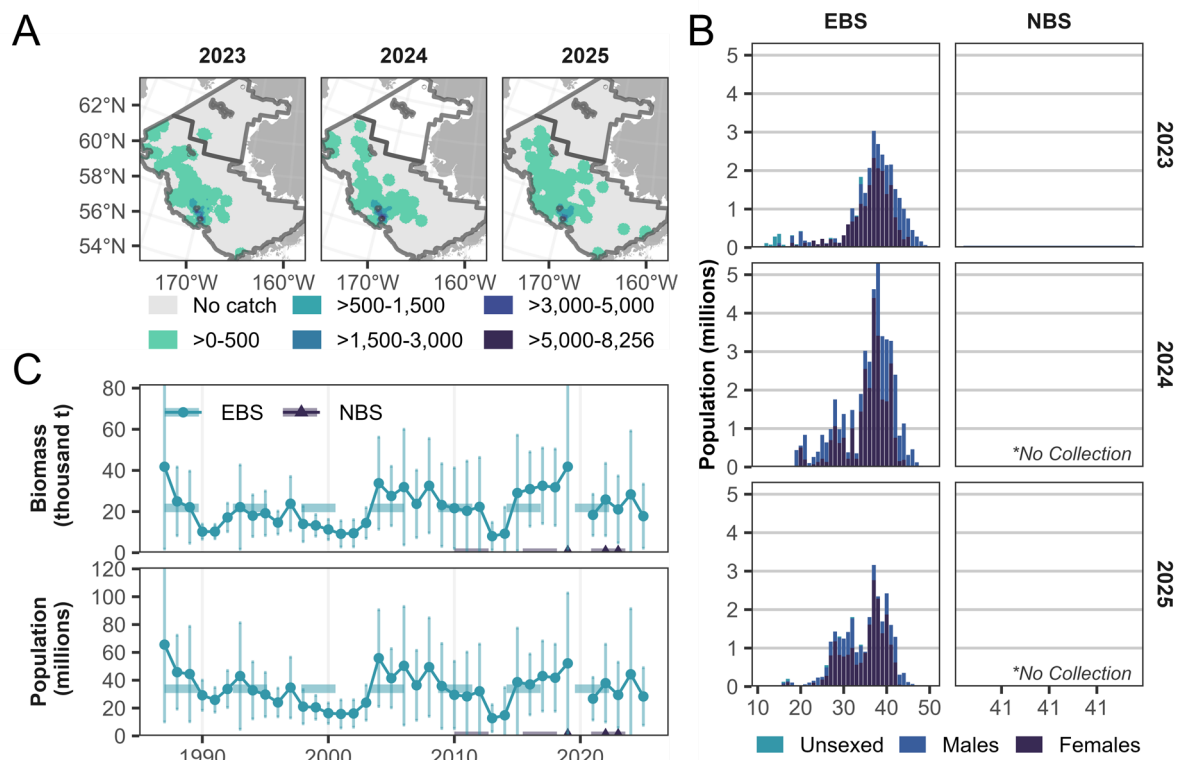 A
2023 2024 2025
62°N
60°N
58°N
56°N
54°N
170°W 160°W 170°W 160°W 170°W 160°W
No catch >500-1,500 >3,000-5,000
>0-500 >1,500-3,000 >5,000-8,256
B
EBS NBS
Population (millions)
5
4
3
2
1
0
2023
5
4
3
2
1
0
*No Collection
2024
5
4
3
2
1
0
*No Collection
2025
10 20 30 40 50 41 41 41
Unsexed Males Females
C
EBS NBS
Biomass
(thousand t)
80
60
40
20
0
Population
(millions)
120
100
80
60
40
20
0
1990 2000 2010 2020